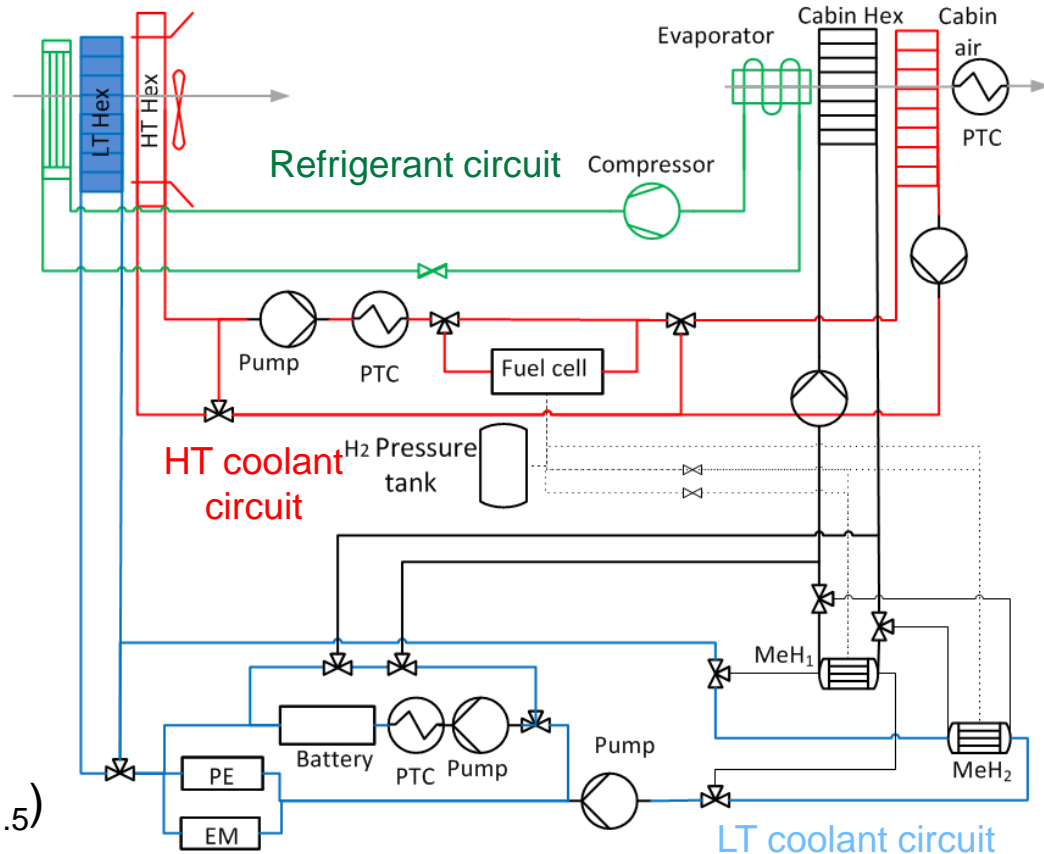 Cabin Hex
Cabin
air
Evaporator
LT Hex
HT Hex
PTC
Refrigerant circuit
Compressor
Pump
PTC
Fuel cell
HT coolant
circuit
H2 Pressure
tank
MeH1
Battery
PTC
Pump
Pump
MeH2
PE
EM
.5)
LT coolant circuit